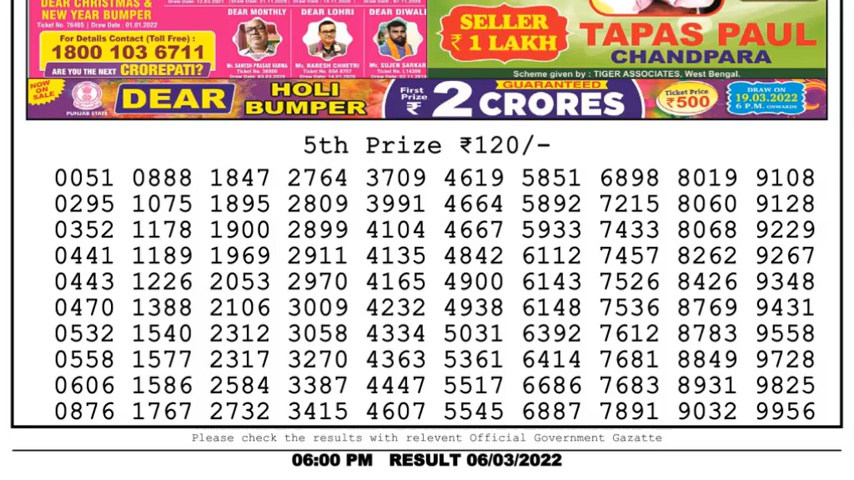 DEAR CHRISTMAS &
NEW YEAR BUMPER
Ticket No. 76465 | Draw Date : 01.01.2022
For Details Contact (Toll Free) :
1800 103 6711
ARE YOU THE NEXT CROREPATI?
DEAR MONTHLY
DEAR LOHRI
DEAR DIWALI
SELLER
₹ 1 LAKH
TAPAS PAUL
CHANDPARA
Scheme given by : TIGER ASSOCIATES, West Bengal.
NOW ON SALE
PUNJAB STATE
DEAR
HOLI
BUMPER
First
Prize
₹ 2 CRORES
GUARANTEED
Ticket Price
₹500
DRAW ON
19.03.2022
6 P.M. ONWARDS
5th Prize ₹120/-
0051 0888 1847 2764 3709 4619 5851 6898 8019 9108
0295 1075 1895 2809 3991 4664 5892 7215 8060 9128
0352 1178 1900 2899 4104 4667 5933 7433 8068 9229
0441 1189 1969 2911 4135 4842 6112 7457 8262 9267
0443 1226 2053 2970 4165 4900 6143 7526 8426 9348
0470 1388 2106 3009 4232 4938 6148 7536 8769 9431
0532 1540 2312 3058 4334 5031 6392 7612 8783 9558
0558 1577 2317 3270 4363 5361 6414 7681 8849 9728
0606 1586 2584 3387 4447 5517 6686 7683 8931 9825
0876 1767 2732 3415 4607 5545 6887 7891 9032 9956
Please check the results with relevent Official Government Gazatte
06:00 PM RESULT 06/03/2022